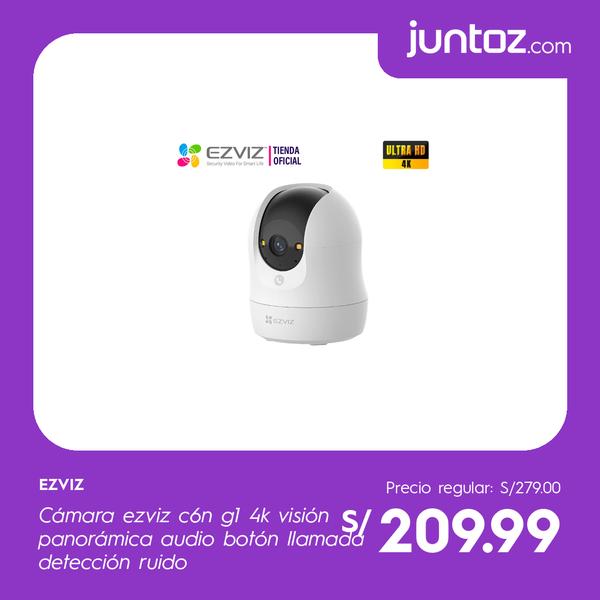 juntoz.com
EZVIZ
Security Video For Smart Life
TIENDA
OFICIAL
ULTRA HD
4K
EZVIZ
EZVIZ
Precio regular: S/279.00
Cámara ezviz c6n g1 4k visión
panorámica audio botón llamada
detección ruido
S/ 209.99